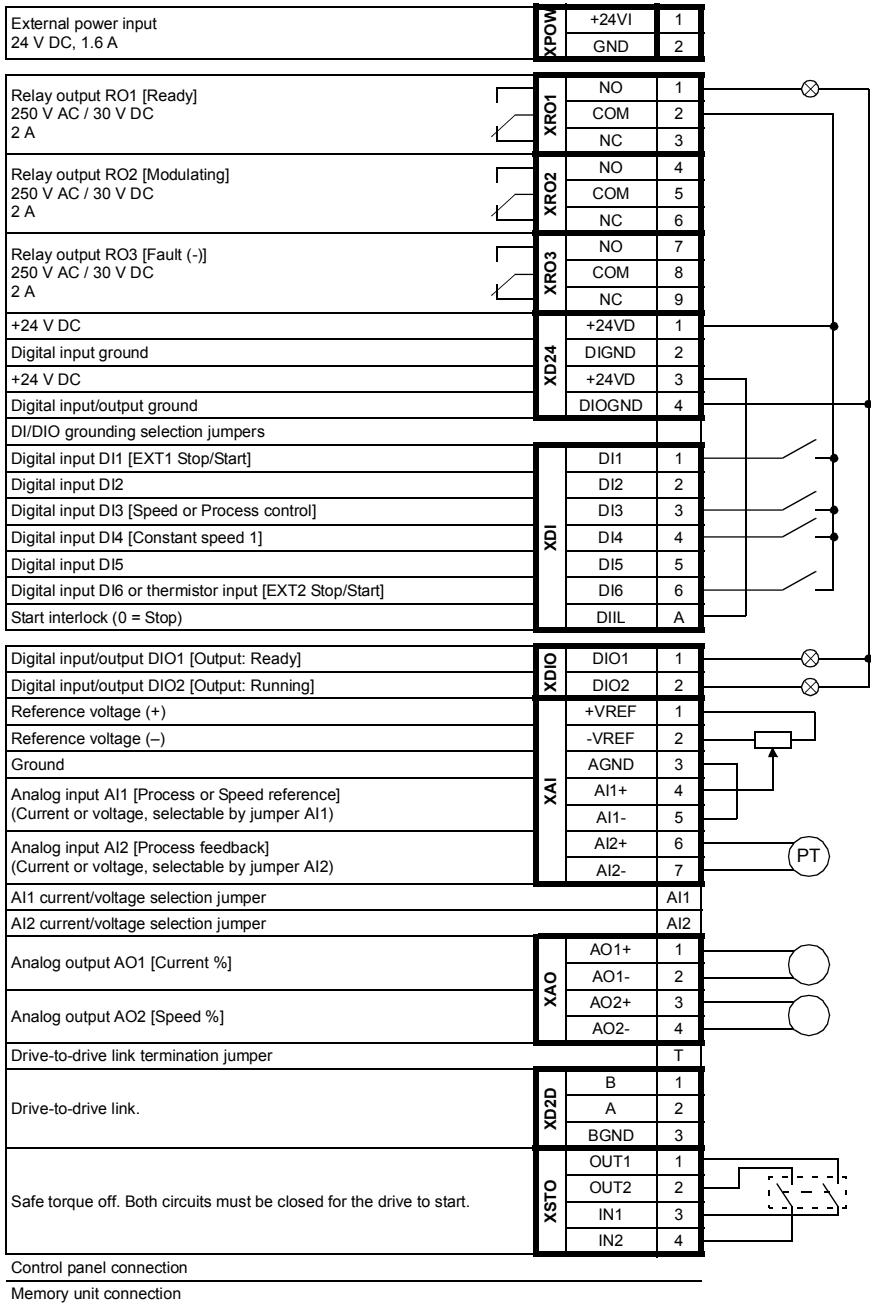 External power input
24 V DC, 1.6 A
XPOW
+24VI 1
GND 2
Relay output RO1 [Ready]
250 V AC / 30 V DC
2 A
XRO1
NO 1
COM 2
NC 3
Relay output RO2 [Modulating]
250 V AC / 30 V DC
2 A
XRO2
NO 4
COM 5
NC 6
Relay output RO3 [Fault (-)]
250 V AC / 30 V DC
2 A
XRO3
NO 7
COM 8
NC 9
XD24
+24 V DC +24VD 1
Digital input ground DIGND 2
+24 V DC +24VD 3
Digital input/output ground DIOGND 4
DI/DIO grounding selection jumpers
XDI
Digital input DI1 [EXT1 Stop/Start] DI1 1
Digital input DI2 DI2 2
Digital input DI3 [Speed or Process control] DI3 3
Digital input DI4 [Constant speed 1] DI4 4
Digital input DI5 DI5 5
Digital input DI6 or thermistor input [EXT2 Stop/Start] DI6 6
Start interlock (0 = Stop) DIIL A
XDIO
Digital input/output DIO1 [Output: Ready] DIO1 1
Digital input/output DIO2 [Output: Running] DIO2 2
XAI
Reference voltage (+) +VREF 1
Reference voltage (–) -VREF 2
Ground AGND 3
Analog input AI1 [Process or Speed reference]
(Current or voltage, selectable by jumper AI1)
AI1+ 4
AI1- 5
Analog input AI2 [Process feedback]
(Current or voltage, selectable by jumper AI2)
AI2+ 6
AI2- 7
PT
AI1 current/voltage selection jumper AI1
AI2 current/voltage selection jumper AI2
Analog output AO1 [Current %]
XAO
AO1+ 1
AO1- 2
Analog output AO2 [Speed %]
AO2+ 3
AO2- 4
Drive-to-drive link termination jumper T
Drive-to-drive link.
XD2D
B 1
A 2
BGND 3
Safe torque off. Both circuits must be closed for the drive to start.
XSTO
OUT1 1
OUT2 2
IN1 3
IN2 4
Control panel connection
Memory unit connection